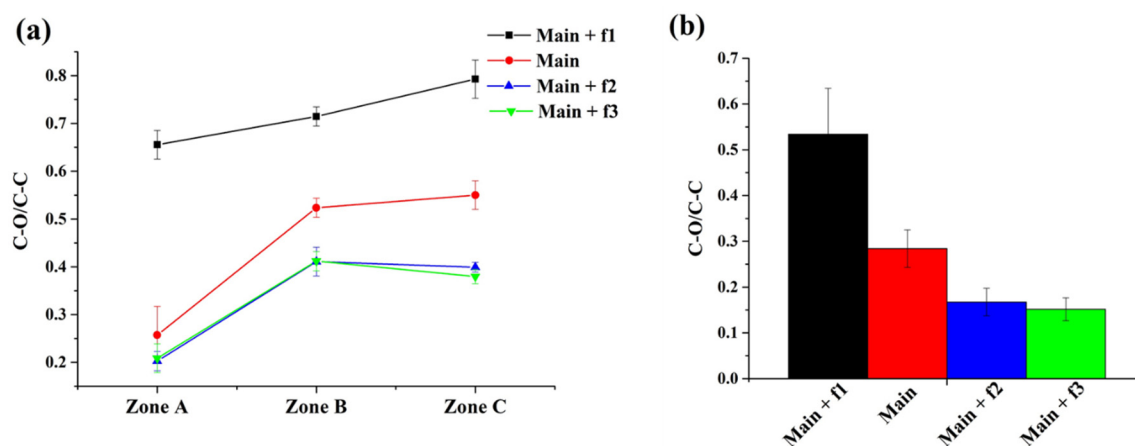 (a)
Main + f1
Main
Main + f2
Main + f3
C-O/C-C
0.8
0.7
0.6
0.5
0.4
0.3
0.2
Zone A Zone B Zone C
(b)
C-O/C-C
0.7
0.6
0.5
0.4
0.3
0.2
0.1
0.0
Main + f1 Main Main + f2 Main + f3